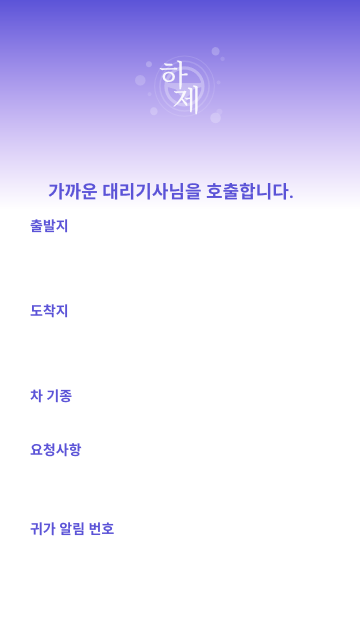 하
제
가까운 대리기사님을 호출합니다.
출발지
도착지
차 기종
요청사항
귀가 알림 번호